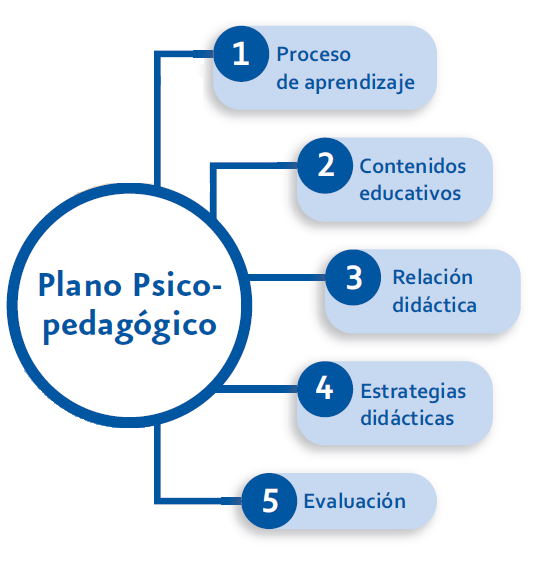 1
Proceso
de aprendizaje
2
Contenidos
educativos
Plano Psico-
pedagógico
3
Relación
didáctica
4
Estrategias
didácticas
5
Evaluación